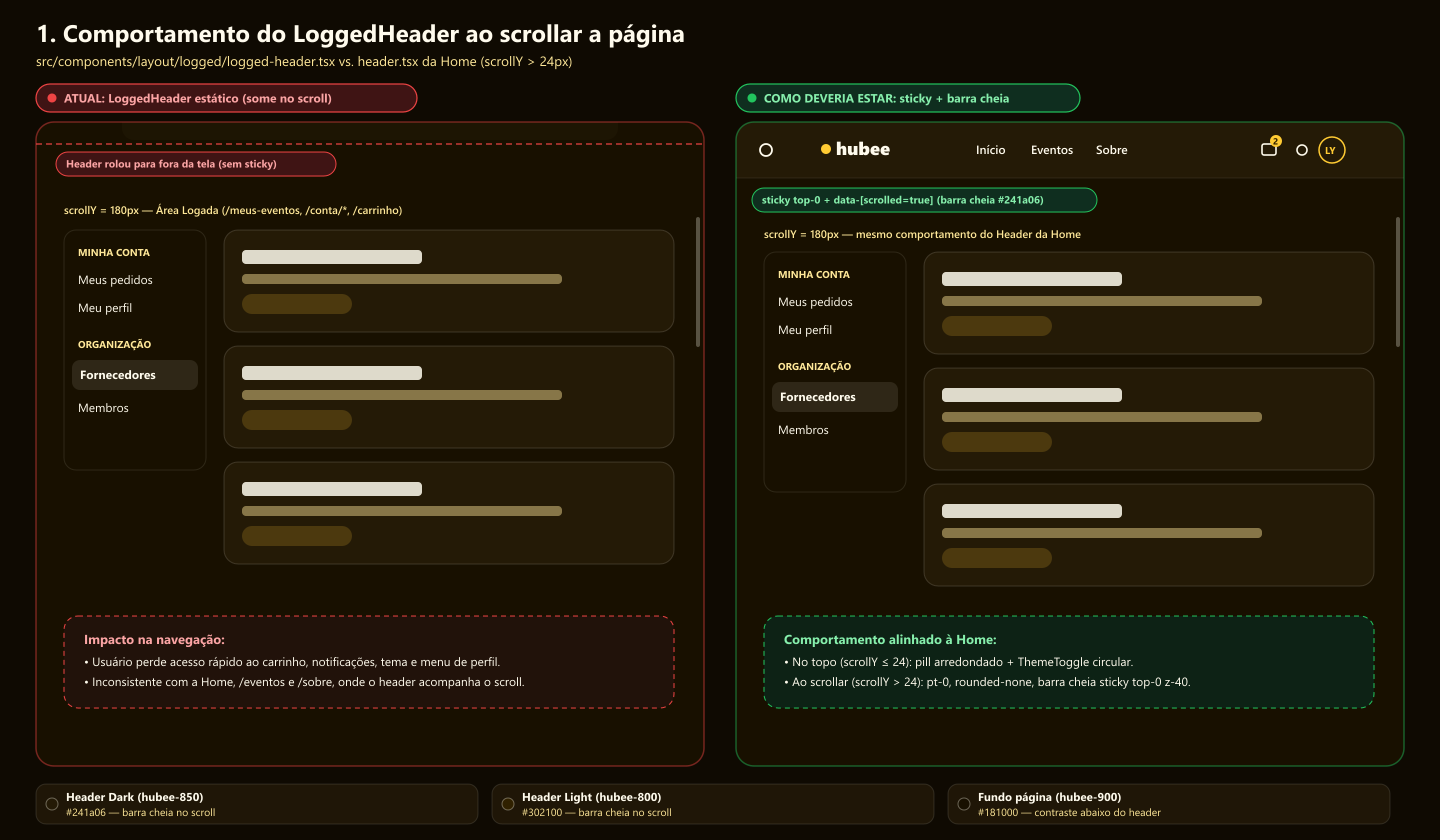 1. Comportamento do LoggedHeader ao scrollar a página
src/components/layout/logged/logged-header.tsx vs. header.tsx da Home (scrollY > 24px)
ATUAL: LoggedHeader estático (some no scroll)
Header rolou para fora da tela (sem sticky)
scrollY = 180px — Área Logada (/meus-eventos, /conta/*, /carrinho)
MINHA CONTA
Meus pedidos
Meu perfil
ORGANIZAÇÃO
Fornecedores
Membros
Impacto na navegação:
• Usuário perde acesso rápido ao carrinho, notificações, tema e menu de perfil.
• Inconsistente com a Home, /eventos e /sobre, onde o header acompanha o scroll.
COMO DEVERIA ESTAR: sticky + barra cheia
hubee Início Eventos Sobre 2 LY
sticky top-0 + data-[scrolled=true] (barra cheia #241a06)
scrollY = 180px — mesmo comportamento do Header da Home
MINHA CONTA
Meus pedidos
Meu perfil
ORGANIZAÇÃO
Fornecedores
Membros
Comportamento alinhado à Home:
• No topo (scrollY ≤ 24): pill arredondado + ThemeToggle circular.
• Ao scrollar (scrollY > 24): pt-0, rounded-none, barra cheia sticky top-0 z-40.
Header Dark (hubee-850)
#241a06 — barra cheia no scroll
Header Light (hubee-800)
#302100 — barra cheia no scroll
Fundo página (hubee-900)
#181000 — contraste abaixo do header